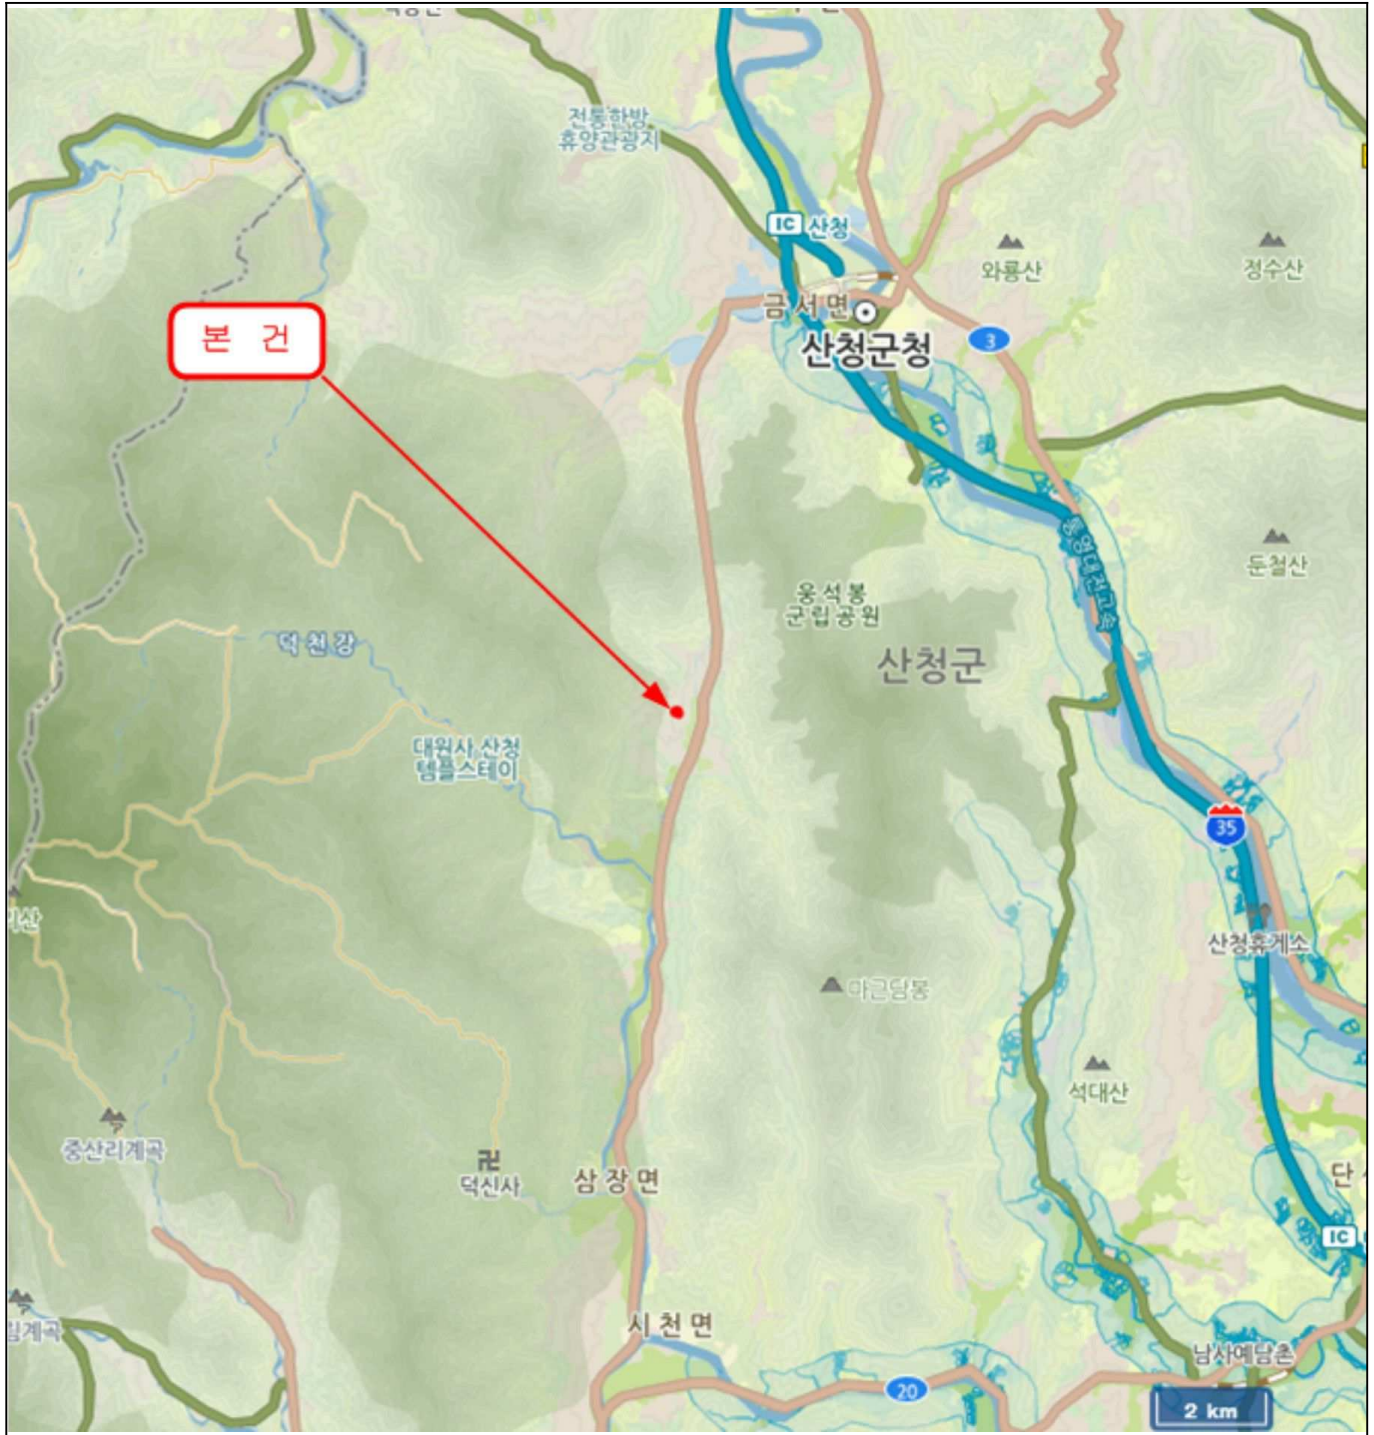 전통한방
휴양관광지
IC 산청
와룡산
정수산
금서면
산청군청
3
본 건
통영대전고속
둔철산
웅석봉
군립공원
덕천강
산청군
대원사 산청
템플스테이
35
산청휴게소
마근담봉
석대산
중산리계곡
덕신사
삼장면
단
IC
시천면
남사예담촌
20
2 km